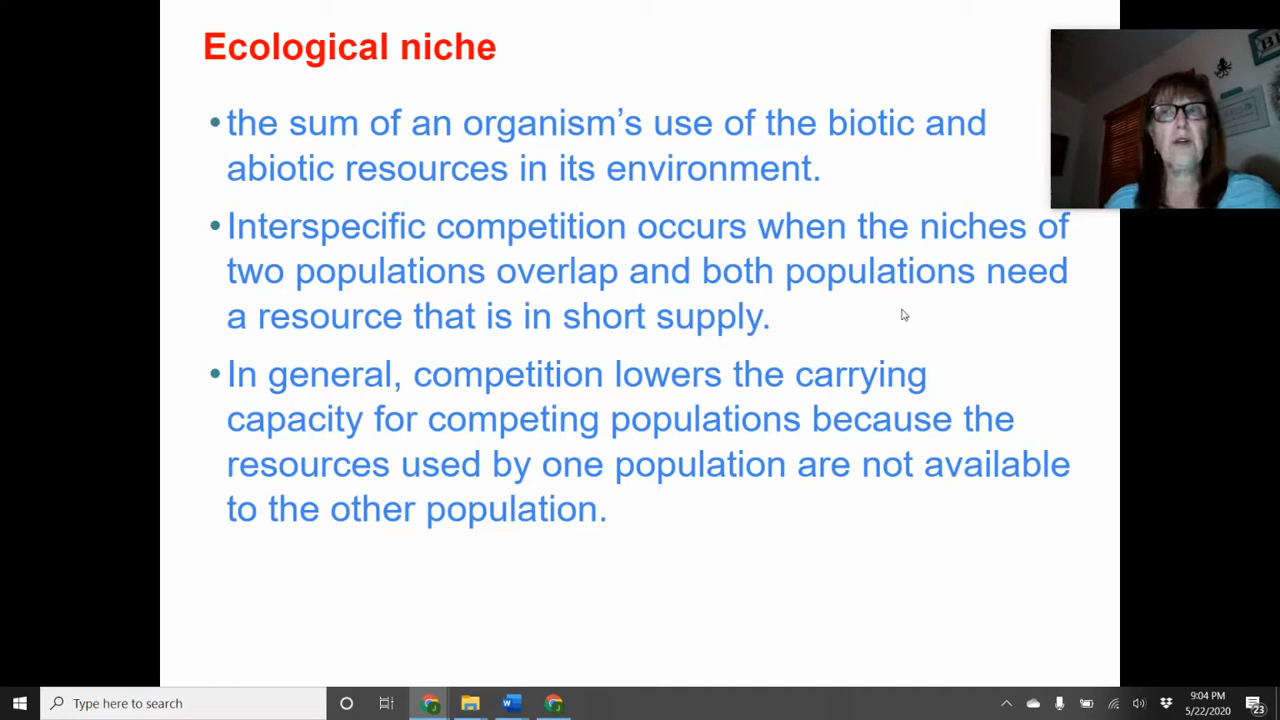 Ecological niche
•the sum of an organism’s use of the biotic and
abiotic resources in its environment.
•Interspecific competition occurs when the niches of
two populations overlap and both populations need
a resource that is in short supply.
•In general, competition lowers the carrying
capacity for competing populations because the
resources used by one population are not available
to the other population.
Type here to search
9:04 PM
5/22/2020
23